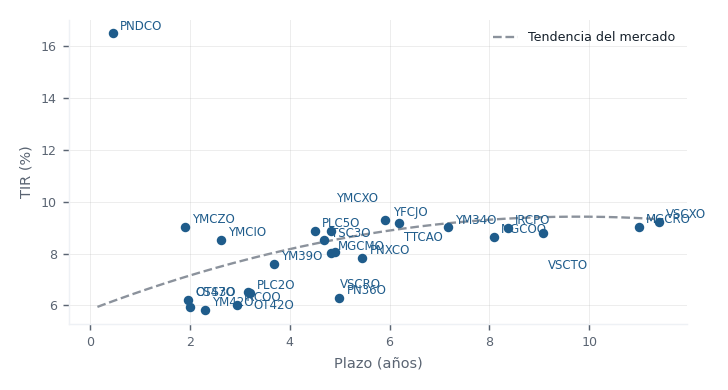 PNDCO
Tendencia del mercado
16
14
12
10
8
6
TIR (%)
YMCXO
YMCZO
YFCJO
VSCXO
MGCRO
JRCPO
YM34O
PLC5O
YMCIO
TSC3O
TTCAO
MGCOO
MGCMO
PNXCO
YM39O
VSCTO
PLC2O
VSCRO
PN36O
OT42O
YM42O
0
2
4
6
8
10
Plazo (años)